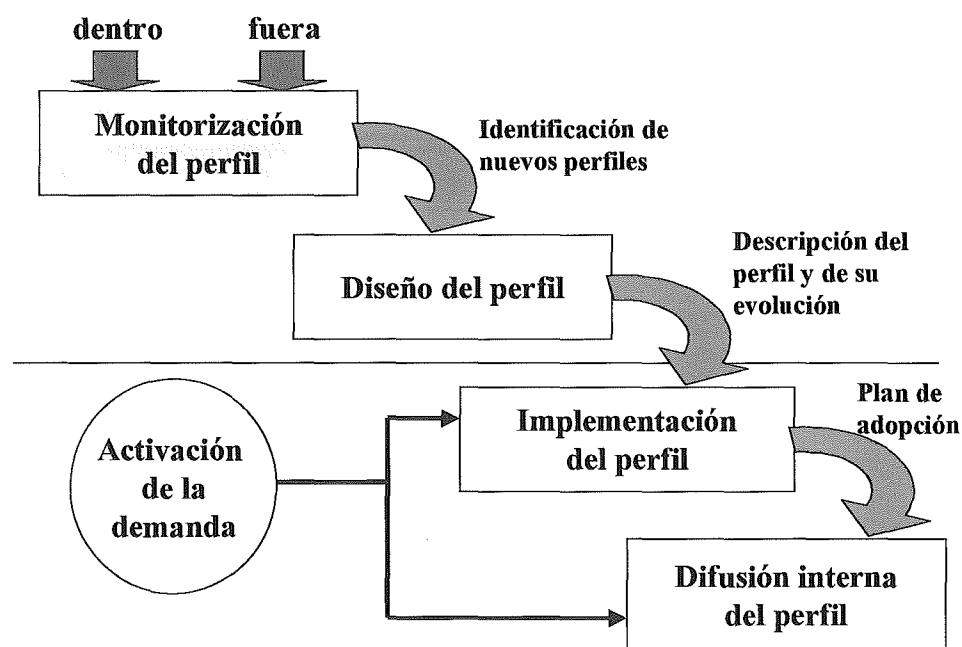 dentro fuera
Monitorización
del perfil
Identificación de
nuevos perfiles
Diseño del perfil
Descripción del
perfil y de su
evolución
Activación
de la
demanda
Implementación
del perfil
Plan de
adopción
Difusión interna
del perfil